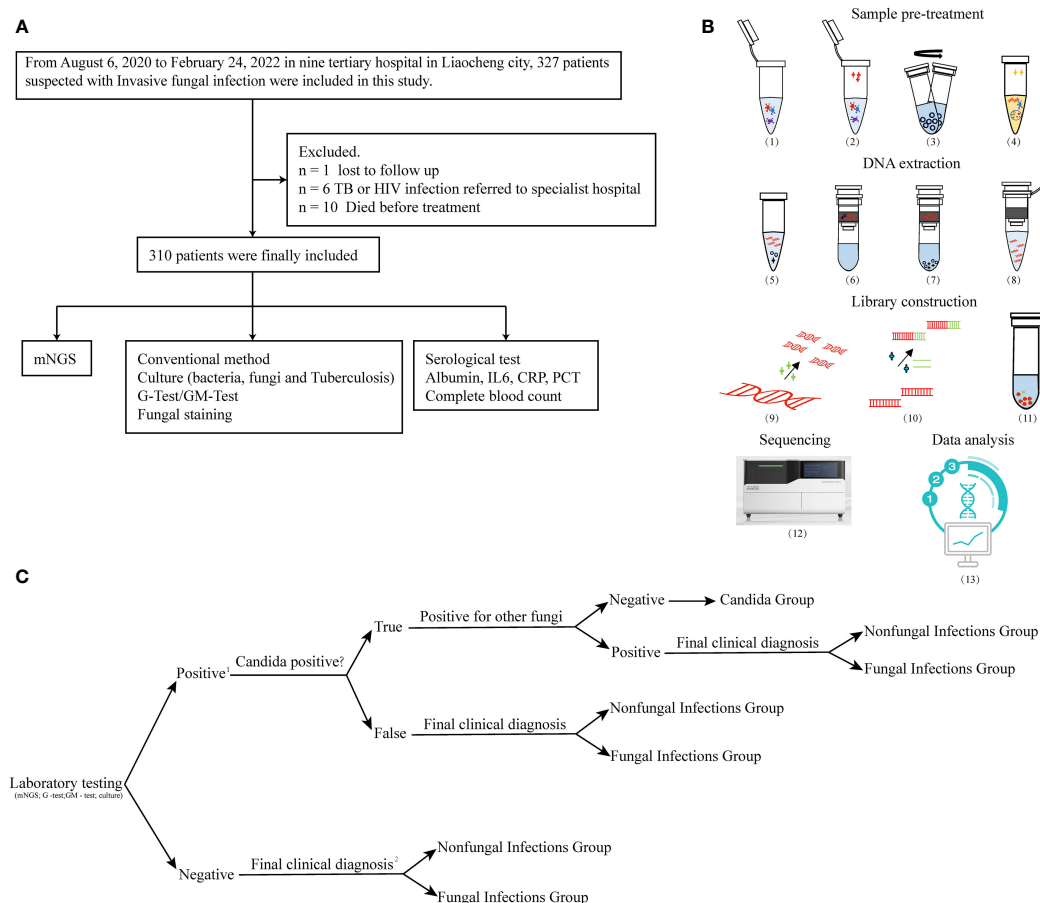 A
From August 6, 2020 to February 24, 2022 in nine tertiary hospital in Liaocheng city, 327 patients
suspected with Invasive fungal infection were included in this study.
Excluded.
n = 1 lost to follow up
n = 6 TB or HIV infection referred to specialist hospital
n = 10 Died before treatment
310 patients were finally included
mNGS
Conventional method
Culture (bacteria, fungi and Tuberculosis)
G-Test/GM-Test
Fungal staining
Serological test
Albumin, IL6, CRP, PCT
Complete blood count
B
Sample pre-treatment
(1)
(2)
(3)
(4)
DNA extraction
(5)
(6)
(7)
(8)
Library construction
(9)
(10)
(11)
Sequencing
(12)
Data analysis
1
2
3
(13)
C
Laboratory testing
(mNGS; G -test;GM - test; culture)
Positive1
Candida positive?
True
Positive for other fungi
Negative
Candida Group
Positive
Final clinical diagnosis
Nonfungal Infections Group
Fungal Infections Group
False
Final clinical diagnosis
Nonfungal Infections Group
Fungal Infections Group
Negative
Final clinical diagnosis2
Nonfungal Infections Group
Fungal Infections Group